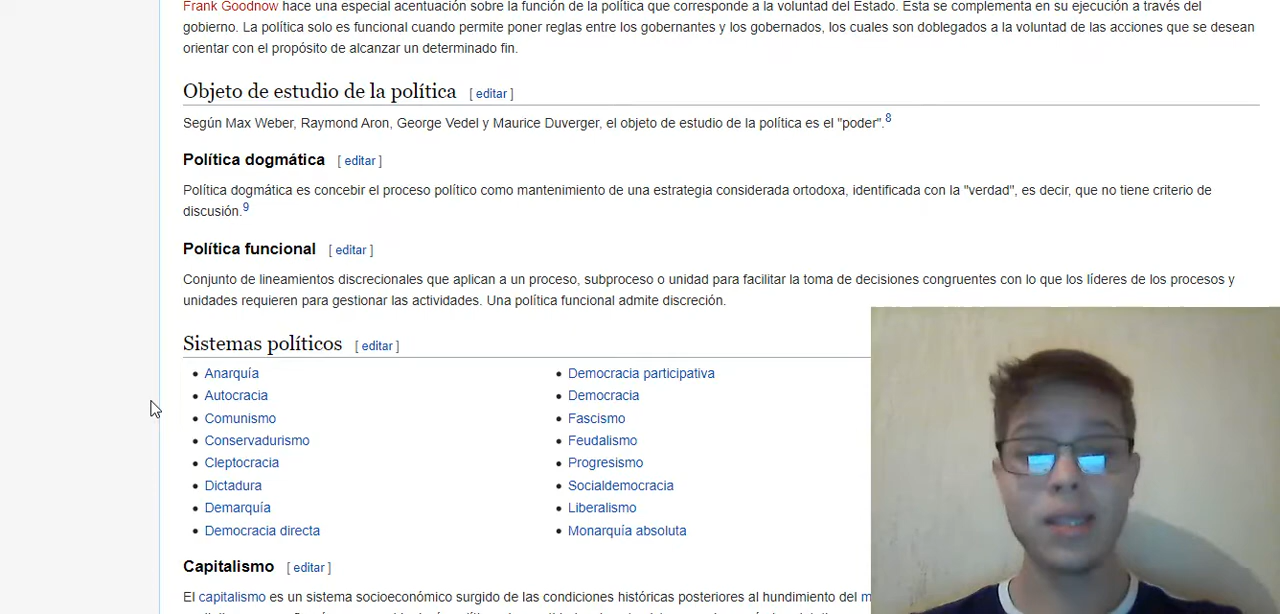 Frank Goodnow hace una especial acentuación sobre la función de la política que corresponde a la voluntad del Estado. Esta se complementa en su ejecución a través del
gobierno. La política solo es funcional cuando permite poner reglas entre los gobernantes y los gobernados, los cuales son doblegados a la voluntad de las acciones que se desean
orientar con el propósito de alcanzar un determinado fin.
Objeto de estudio de la política [ editar ]
Según Max Weber, Raymond Aron, George Vedel y Maurice Duverger, el objeto de estudio de la política es el "poder".8
Política dogmática [ editar ]
Política dogmática es concebir el proceso político como mantenimiento de una estrategia considerada ortodoxa, identificada con la "verdad", es decir, que no tiene criterio de
discusión.9
Política funcional [ editar ]
Conjunto de lineamientos discrecionales que aplican a un proceso, subproceso o unidad para facilitar la toma de decisiones congruentes con lo que los líderes de los procesos y
unidades requieren para gestionar las actividades. Una política funcional admite discreción.
Sistemas políticos [ editar ]
• Anarquía
• Autocracia
• Comunismo
• Conservadurismo
• Cleptocracia
• Dictadura
• Demarquía
• Democracia directa
• Democracia participativa
• Democracia
• Fascismo
• Feudalismo
• Progresismo
• Socialdemocracia
• Liberalismo
• Monarquía absoluta
Capitalismo [ editar ]
El capitalismo es un sistema socioeconómico surgido de las condiciones históricas posteriores al hundimiento del